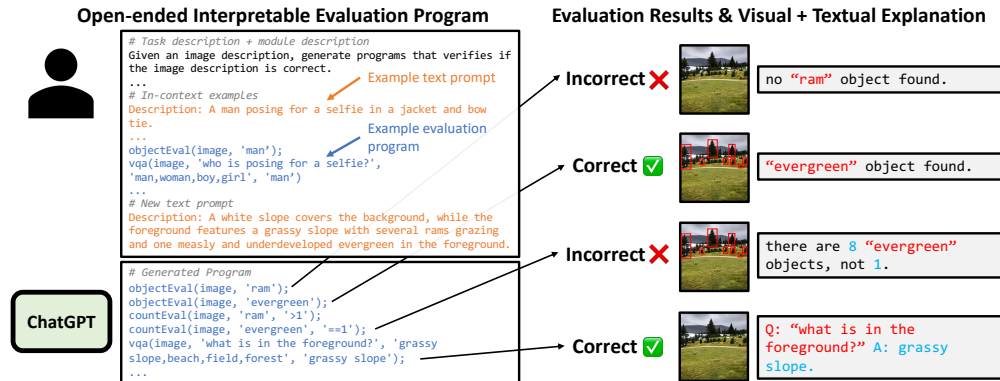 Open-ended Interpretable Evaluation Program
# Task description + module description
Given an image description, generate programs that verifies if
the image description is correct.
...
Example text prompt
# In-context examples
Description: A man posing for a selfie in a jacket and bow
tie.
...
Example evaluation
program
objectEval(image, 'man’);
vqa(image, 'who is posing for a selfie?',
'man,woman,boy,girl', 'man’)
...
# New text prompt
Description: A white slope covers the background, while the
foreground features a grassy slope with several rams grazing
and one measly and underdeveloped evergreen in the foreground.
ChatGPT
# Generated Program
objectEval(image, 'ram');
objectEval(image, 'evergreen');
countEval(image, 'ram', '>1');
countEval(image, 'evergreen', '==1');
vqa(image, 'what is in the foreground?', 'grassy
slope,beach,field,forest', 'grassy slope');
...
Evaluation Results & Visual + Textual Explanation
Incorrect ❌
no “ram” object found.
Correct ✅
“evergreen” object found.
Incorrect ❌
there are 8 “evergreen”
objects, not 1.
Correct ✅
Q: “what is in the
foreground?” A: grassy
slope.